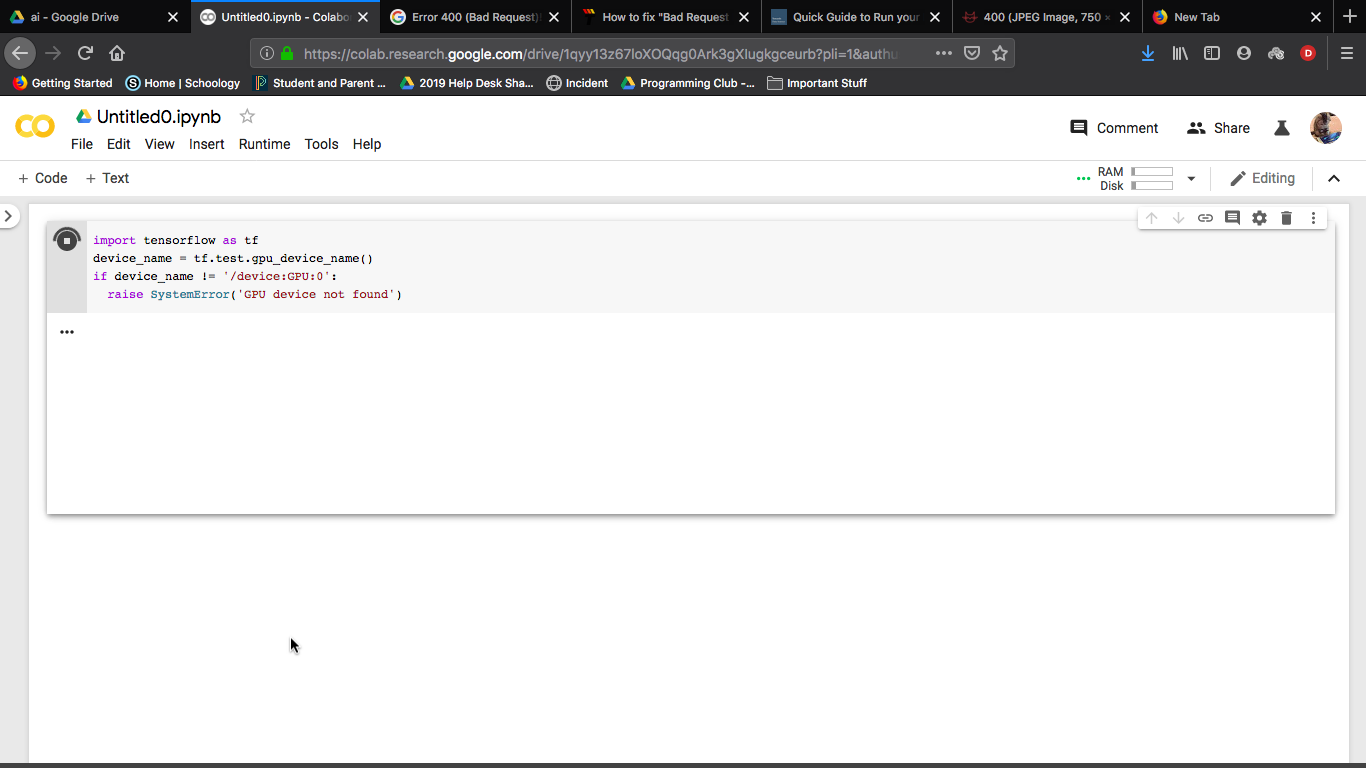 ai - Google Drive
Untitled0.ipynb - Colabo
Error 400 (Bad Request)!
How to fix "Bad Request
Quick Guide to Run your
400 (JPEG Image, 750 ×
New Tab
https://colab.research.google.com/drive/1qyy13z67loXOQqg0Ark3gXlugkgceurb?pli=1&authu
D
Getting Started
S Home | Schoology
Student and Parent ...
2019 Help Desk Sha...
Incident
Programming Club -...
Important Stuff
CO
Untitled0.ipynb
File Edit View Insert Runtime Tools Help
Comment
Share
+ Code + Text
RAM
Disk
Editing
import tensorflow as tf
device_name = tf.test.gpu_device_name()
if device_name != '/device:GPU:0':
  raise SystemError('GPU device not found')
•••